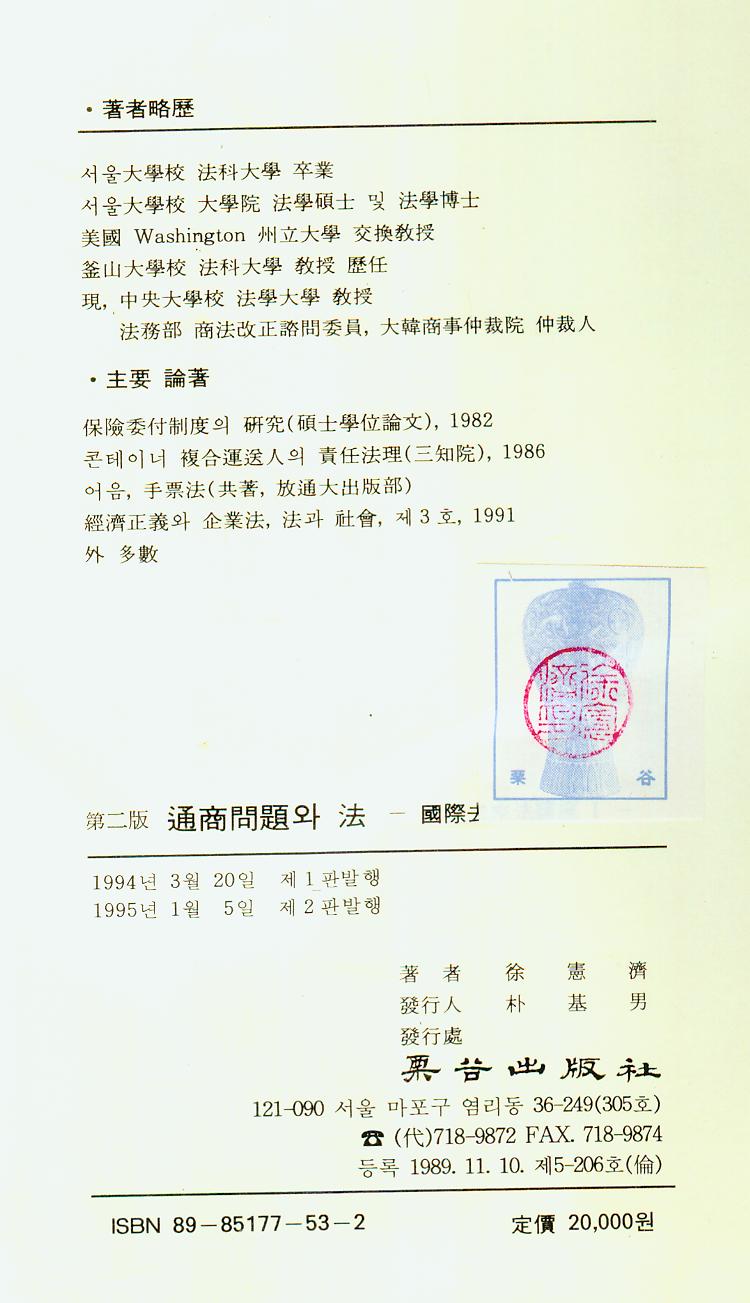 · 著者略歷
서울大學校 法科大學 卒業
서울大學校 大學院 法學碩士 및 法學博士
美國 Washington 州立大學 交換教授
釜山大學校 法科大學 教授 歷任
現, 中央大學校 法學大學 教授
法務部 商法改正諮問委員, 大韓商事仲裁院 仲裁人
· 主要 論著
保險委付制度의 硏究(碩士學位論文), 1982
콘테이너 複合運送人의 責任法理(三知院), 1986
어음, 手票法(共著, 放通大出版部)
經濟正義와 企業法, 法과 社會, 제 3 호, 1991
外 多數
栗 谷
第二版 通商問題와 法 － 國際
1994년 3월 20일 제 1 판발행
1995년 1월 5일 제 2 판발행
著 者 徐 憲 濟
發行人 朴 基 男
發行處
栗谷出版社
121-090 서울 마포구 염리동 36-249(305호)
☎ (代)718-9872 FAX. 718-9874
등록 1989. 11. 10. 제5-206호(倫)
ISBN 89－85177－53－2 定價 20,000원